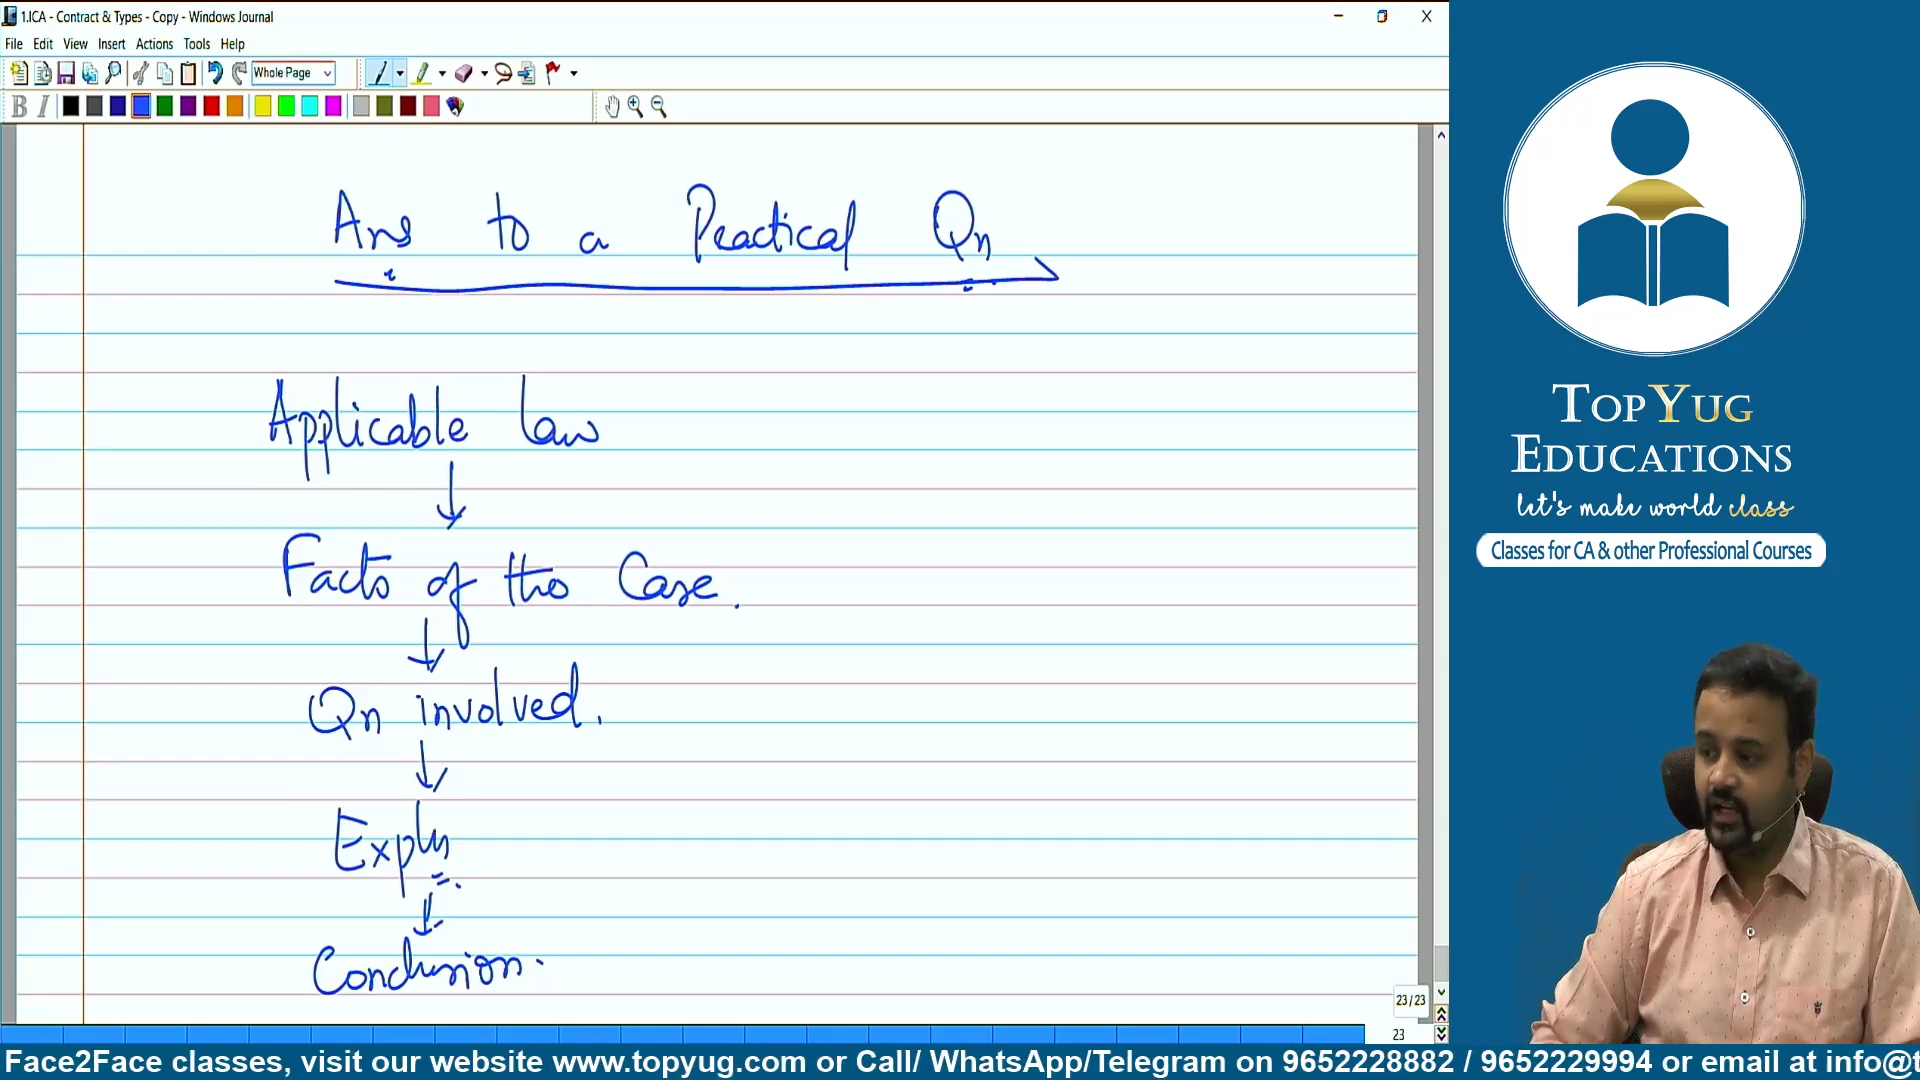 1.ICA - Contract & Types - Copy - Windows Journal
File Edit View Insert Actions Tools Help
Whole Page
B I
Ans to a Practical Qn
Applicable law
Facts of the Case.
Qn involved.
Expln
Conclusion.
23/23
23
TOPYUG
EDUCATIONS
let's make world class
Classes for CA & other Professional Courses
Face2Face classes, visit our website www.topyug.com or Call/ WhatsApp/Telegram on 9652228882 / 9652229994 or email at info@t